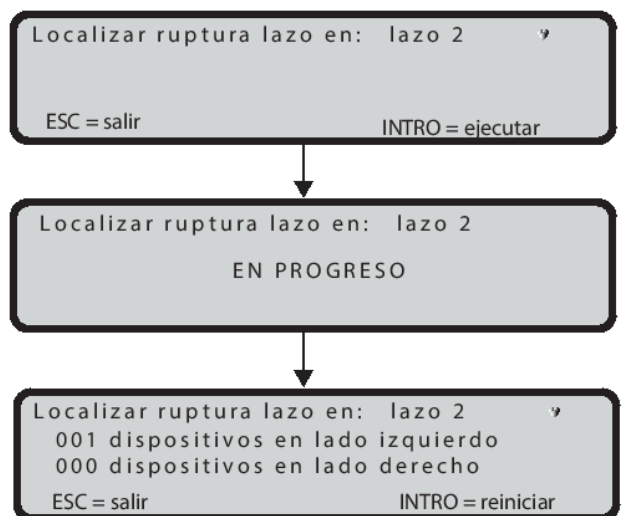 Localizar ruptura lazo en: lazo 2
ESC = salir INTRO = ejecutar
Localizar ruptura lazo en: lazo 2
EN PROGRESO
Localizar ruptura lazo en: lazo 2
001 dispositivos en lado izquierdo
000 dispositivos en lado derecho
ESC = salir INTRO = reiniciar